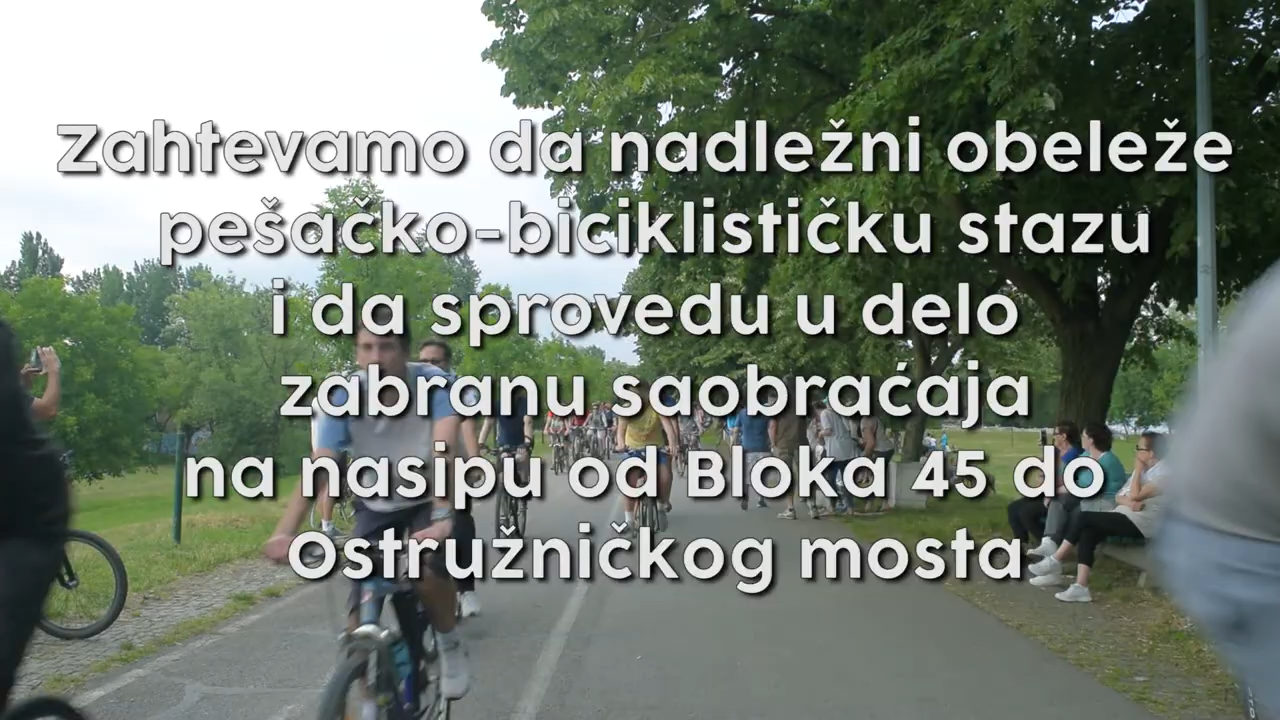 Zahtevamo da nadležni obeleže
pešačko-biciklističku stazu
i da sprovedu u delo
zabranu saobraćaja
na nasipu od Bloka 45 do
Ostružničkog mosta